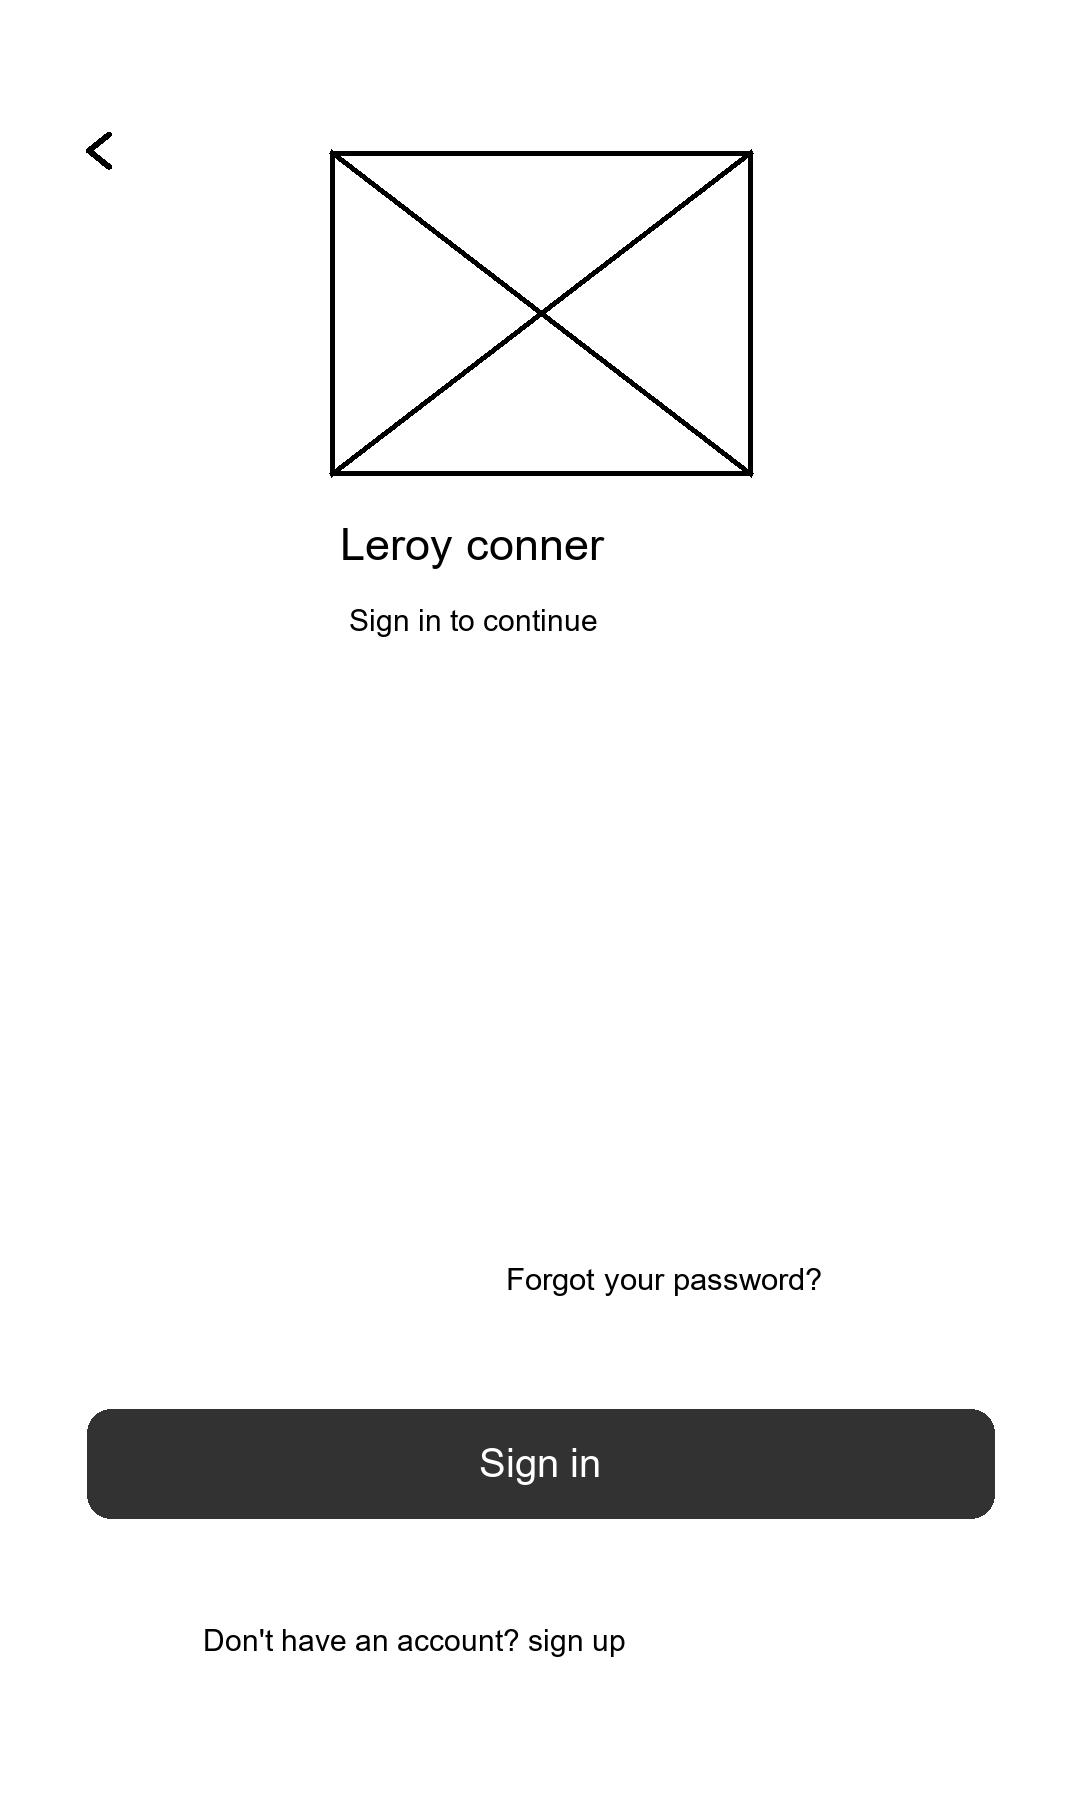 Leroy conner
Sign in to continue
Forgot your password?
Sign in
Don't have an account? sign up